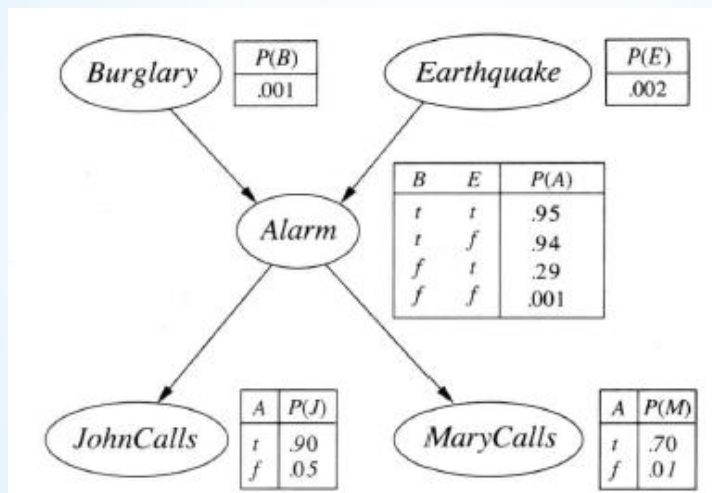 Burglary
P(B)
.001
Earthquake
P(E)
.002
Alarm
B E P(A)
t t .95
t f .94
f t .29
f f .001
JohnCalls
A P(J)
t .90
f .05
MaryCalls
A P(M)
t .70
f .01